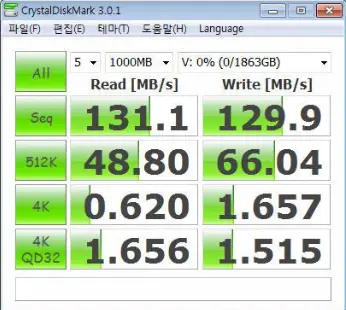 CrystalDiskMark 3.0.1
파일(F) 편집(E) 테마(T) 도움말(H) Language
All 5 1000MB V: 0% (0/1863GB)
Read [MB/s] Write [MB/s]
Seq 131.1 129.9
512K 48.80 66.04
4K 0.620 1.657
4K QD32 1.656 1.515